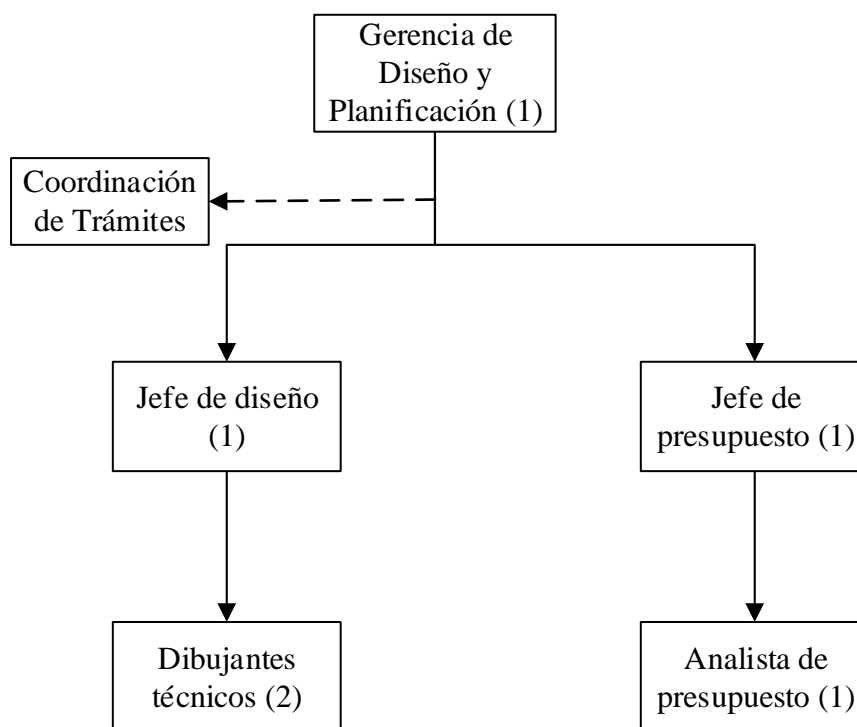 Gerencia de
Diseño y
Planificación (1)
Coordinación
de Trámites
Jefe de diseño
(1)
Jefe de
presupuesto (1)
Dibujantes
técnicos (2)
Analista de
presupuesto (1)